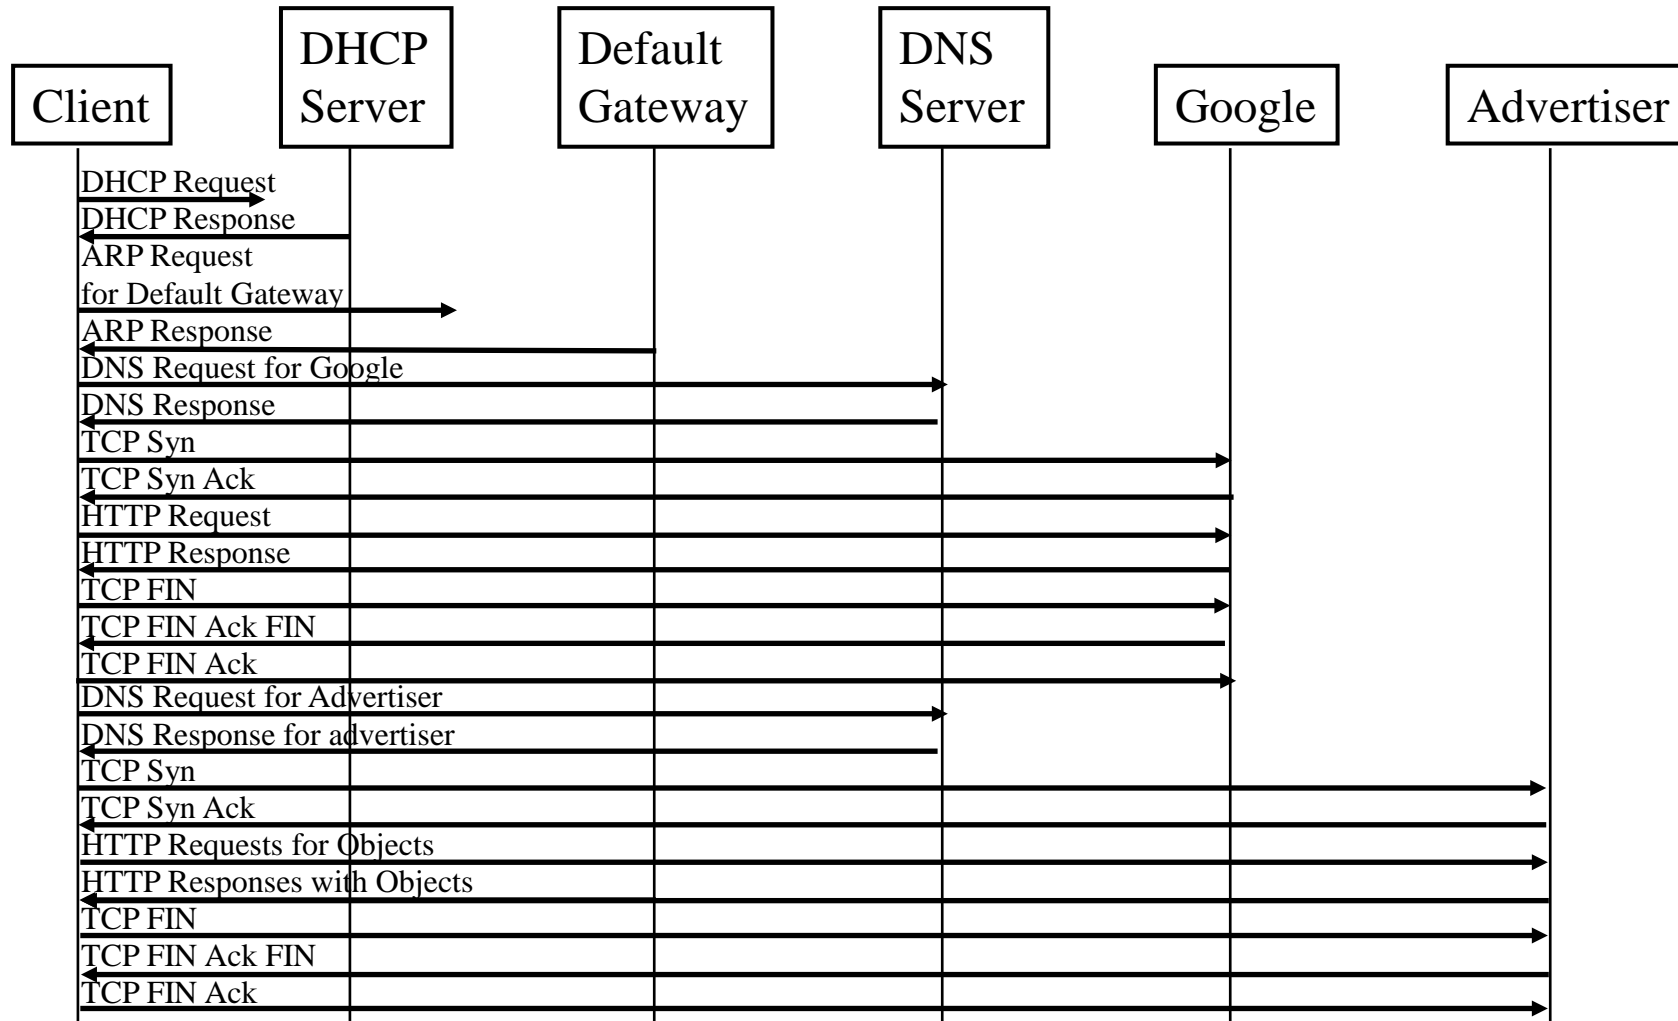 DHCP
Server
Default
Gateway
DNS
Server
Client
Google
Advertiser
DHCP Request
DHCP Response
ARP Request
for Default Gateway
ARP Response
DNS Request for Google
DNS Response
TCP Syn
TCP Syn Ack
HTTP Request
HTTP Response
TCP FIN
TCP FIN Ack FIN
TCP FIN Ack
DNS Request for Advertiser
DNS Response for advertiser
TCP Syn
TCP Syn Ack
HTTP Requests for Objects
HTTP Responses with Objects
TCP FIN
TCP FIN Ack FIN
TCP FIN Ack